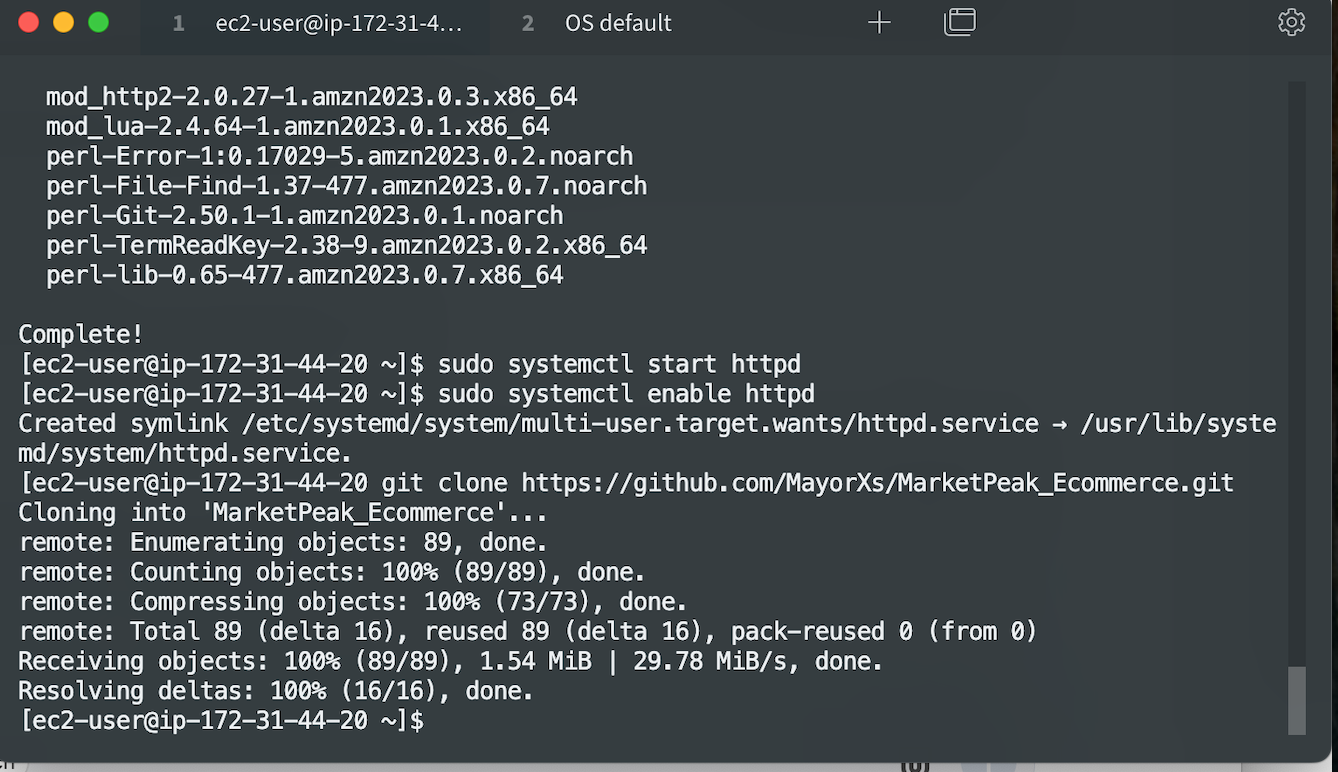 1 ec2-user@ip-172-31-4... 2 OS default
mod_http2-2.0.27-1.amzn2023.0.3.x86_64
mod_lua-2.4.64-1.amzn2023.0.1.x86_64
perl-Error-1:0.17029-5.amzn2023.0.2.noarch
perl-File-Find-1.37-477.amzn2023.0.7.noarch
perl-Git-2.50.1-1.amzn2023.0.1.noarch
perl-TermReadKey-2.38-9.amzn2023.0.2.x86_64
perl-lib-0.65-477.amzn2023.0.7.x86_64
Complete!
[ec2-user@ip-172-31-44-20 ~]$ sudo systemctl start httpd
[ec2-user@ip-172-31-44-20 ~]$ sudo systemctl enable httpd
Created symlink /etc/systemd/system/multi-user.target.wants/httpd.service → /usr/lib/syste
md/system/httpd.service.
[ec2-user@ip-172-31-44-20 git clone https://github.com/MayorXs/MarketPeak_Ecommerce.git
Cloning into 'MarketPeak_Ecommerce'...
remote: Enumerating objects: 89, done.
remote: Counting objects: 100% (89/89), done.
remote: Compressing objects: 100% (73/73), done.
remote: Total 89 (delta 16), reused 89 (delta 16), pack-reused 0 (from 0)
Receiving objects: 100% (89/89), 1.54 MiB | 29.78 MiB/s, done.
Resolving deltas: 100% (16/16), done.
[ec2-user@ip-172-31-44-20 ~]$